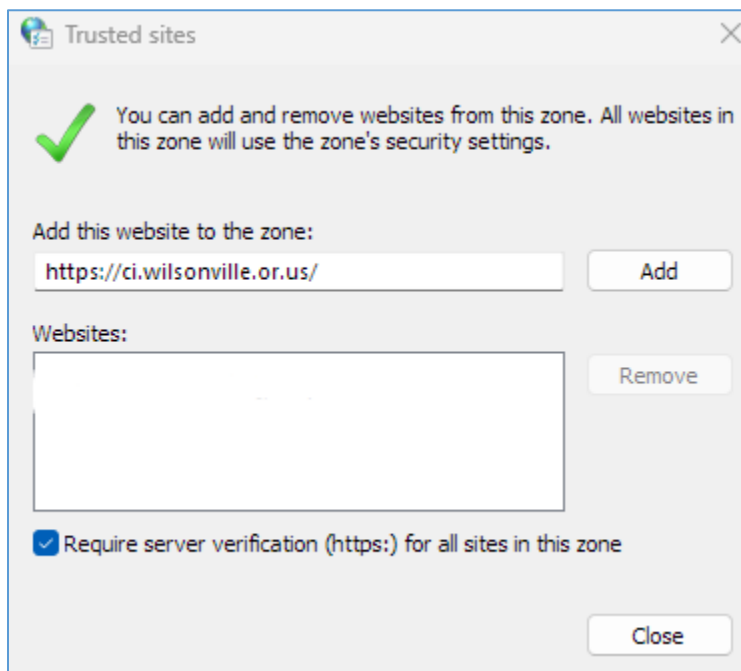 Trusted sites
You can add and remove websites from this zone. All websites in
this zone will use the zone's security settings.
Add this website to the zone:
https://ci.wilsonville.or.us/
Add
Websites:
Remove
Require server verification (https:) for all sites in this zone
Close